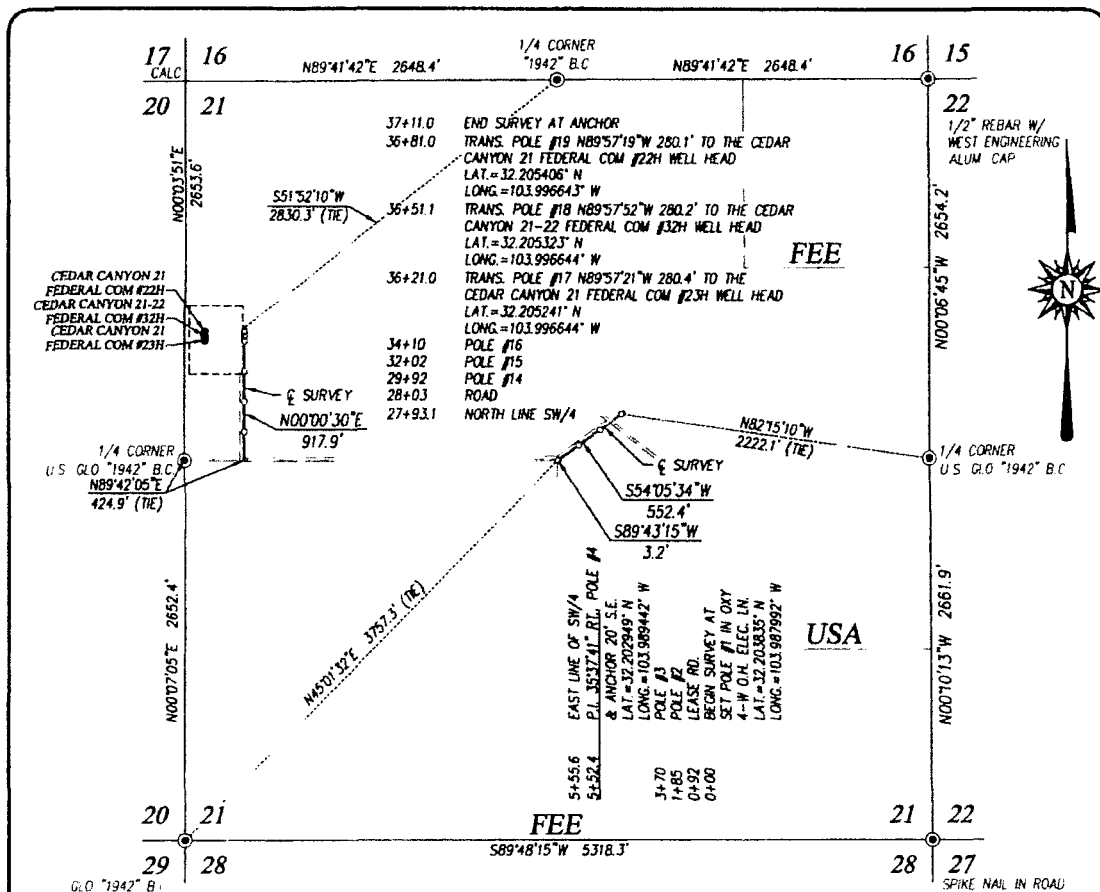 17 16
CALC
20 21
N89°41'42"E 2648.4'
1/4 CORNER
"1942" B.C
N89°41'42"E 2648.4'
16 15
22
1/2" REBAR W/
WEST ENGINEERING
ALUM CAP
N00°03'51"E
2653.6'
S51°52'10"W
2830.3' (TIE)
37+11.0 END SURVEY AT ANCHOR
36+81.0 TRANS. POLE #19 N89°57'19"W 280.1' TO THE CEDAR
CANYON 21 FEDERAL COM #22H WELL HEAD
LAT.=32.205406° N
LONG.=103.996643° W
36+51.1 TRANS. POLE #18 N89°57'52"W 280.2' TO THE CEDAR
CANYON 21-22 FEDERAL COM #32H WELL HEAD
LAT.=32.205323° N
LONG.=103.996644° W
36+21.0 TRANS. POLE #17 N89°57'21"W 280.4' TO THE
CEDAR CANYON 21 FEDERAL COM #23H WELL HEAD
LAT.=32.205241° N
LONG.=103.996644° W
34+10 POLE #16
32+02 POLE #15
29+92 POLE #14
28+03 ROAD
27+93.1 NORTH LINE SW/4
FEE
N00°06'45"W 2654.2'
N
CEDAR CANYON 21
FEDERAL COM #22H
CEDAR CANYON 21-22
FEDERAL COM #32H
CEDAR CANYON 21
FEDERAL COM #23H
℄ SURVEY
N00°00'30"E
917.9'
1/4 CORNER
U.S GLO "1942" B.C.
N89°42'05"E
424.9' (TIE)
N82°15'10"W
2222.1' (TIE)
1/4 CORNER
U S GLO "1942" B.C
℄ SURVEY
S54°05'34"W
552.4'
S89°43'15"W
3.2'
N00°07'05"E 2652.4'
N45°01'32"E 3757.3' (TIE)
5+55.6 EAST LINE OF SW/4
5+52.4 P.I. 35°37'41" RT. POLE #4
& ANCHOR 20' S.E.
LAT.=32.202949° N
LONG.=103.989442° W
3+70 POLE #3
1+85 POLE #2
0+92 LEASE RD.
0+00 BEGIN SURVEY AT
SET POLE #1 IN OXY
4-W O.H. ELEC. LN.
LAT.=32.203835° N
LONG.=103.987992° W
USA
N00°10'13"W 2661.9'
20 21
29 28
GLO "1942" B
FEE
S89°48'15"W 5318.3'
21 22
28 27
SPIKE NAIL IN ROAD